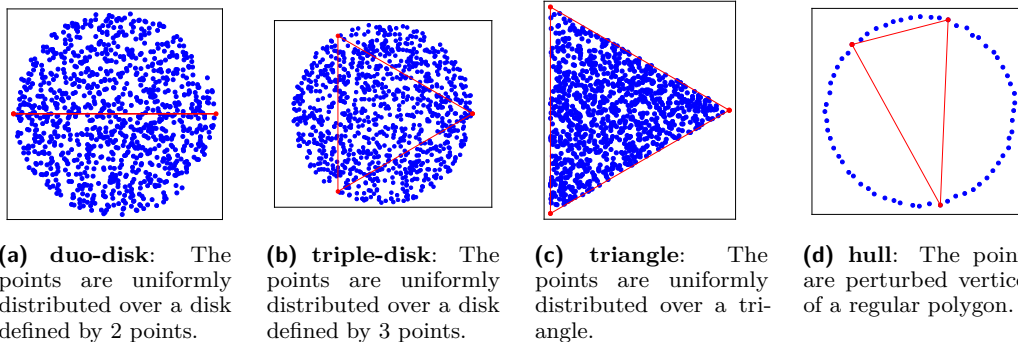 (a) duo-disk: The
points are uniformly
distributed over a disk
defined by 2 points.
(b) triple-disk: The
points are uniformly
distributed over a disk
defined by 3 points.
(c) triangle: The
points are uniformly
distributed over a tri-
angle.
(d) hull: The poin
are perturbed vertice
of a regular polygon.